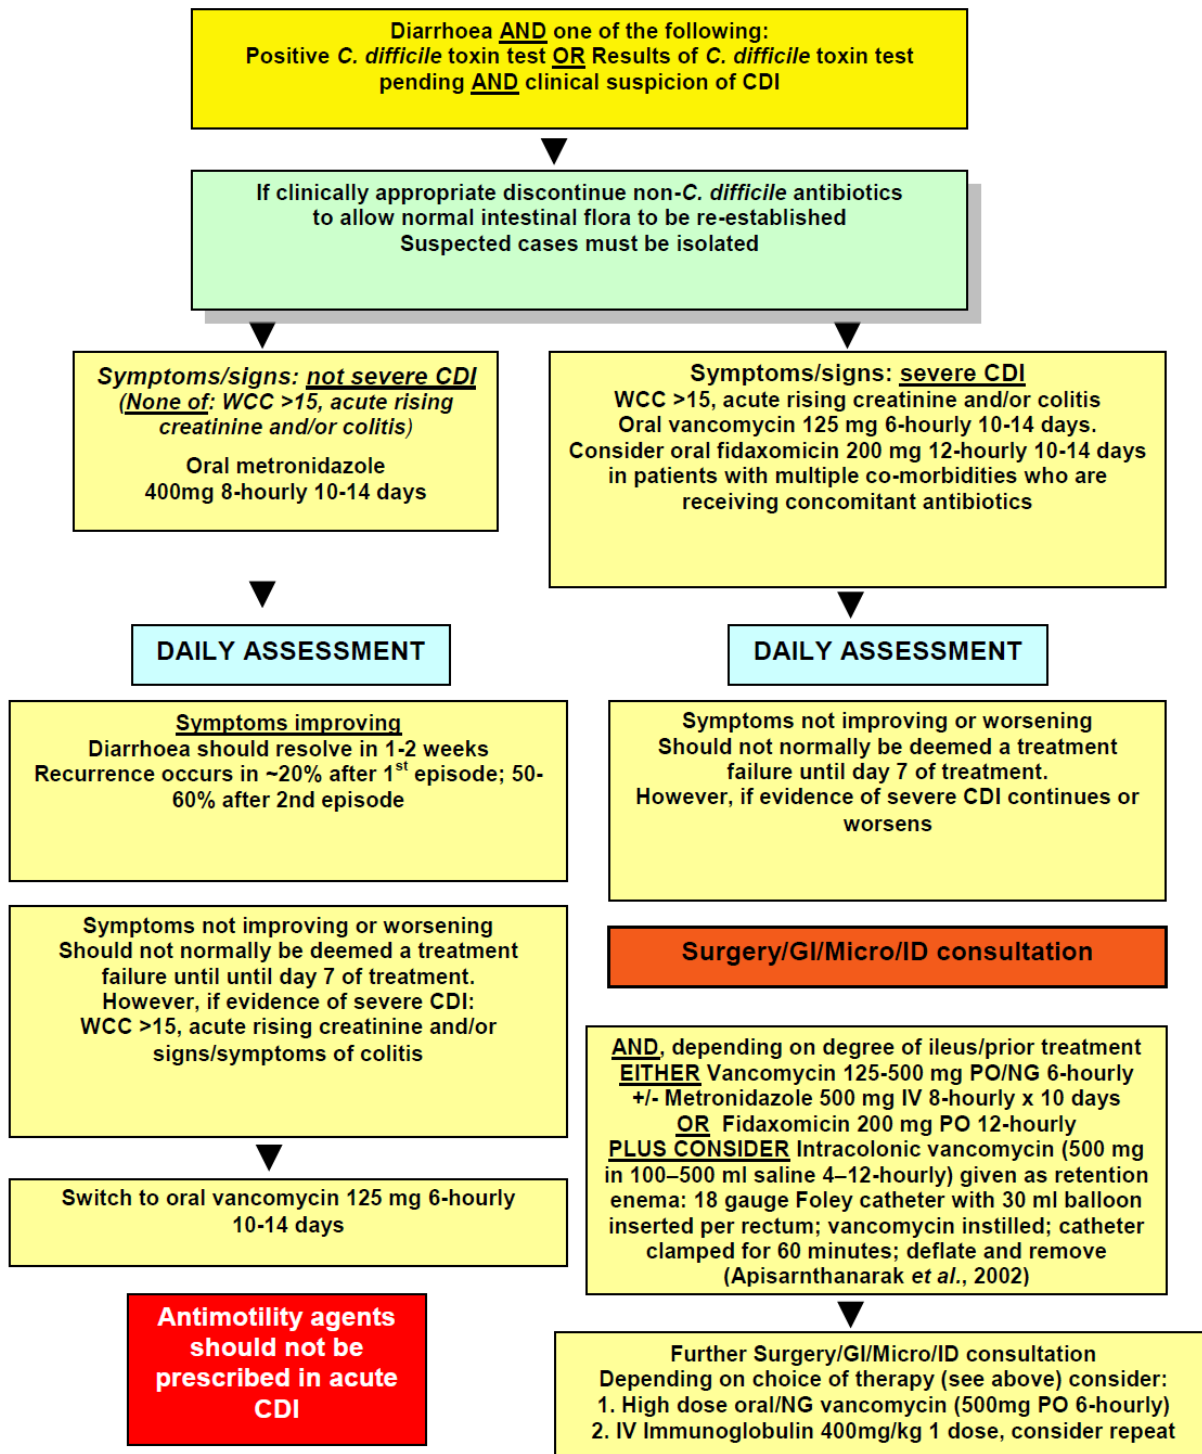 Diarrhoea AND one of the following:
Positive C. difficile toxin test OR Results of C. difficile toxin test
pending AND clinical suspicion of CDI
If clinically appropriate discontinue non-C. difficile antibiotics
to allow normal intestinal flora to be re-established
Suspected cases must be isolated
Symptoms/signs: not severe CDI
(None of: WCC >15, acute rising
creatinine and/or colitis)
Oral metronidazole
400mg 8-hourly 10-14 days
Symptoms/signs: severe CDI
WCC >15, acute rising creatinine and/or colitis
Oral vancomycin 125 mg 6-hourly 10-14 days.
Consider oral fidaxomicin 200 mg 12-hourly 10-14 days
in patients with multiple co-morbidities who are
receiving concomitant antibiotics
DAILY ASSESSMENT
DAILY ASSESSMENT
Symptoms improving
Diarrhoea should resolve in 1-2 weeks
Recurrence occurs in ~20% after 1st episode; 50-
60% after 2nd episode
Symptoms not improving or worsening
Should not normally be deemed a treatment
failure until day 7 of treatment.
However, if evidence of severe CDI continues or
worsens
Symptoms not improving or worsening
Should not normally be deemed a treatment
failure until until day 7 of treatment.
However, if evidence of severe CDI:
WCC >15, acute rising creatinine and/or
signs/symptoms of colitis
Surgery/GI/Micro/ID consultation
AND, depending on degree of ileus/prior treatment
EITHER Vancomycin 125-500 mg PO/NG 6-hourly
+/- Metronidazole 500 mg IV 8-hourly x 10 days
OR Fidaxomicin 200 mg PO 12-hourly
PLUS CONSIDER Intracolonic vancomycin (500 mg
in 100–500 ml saline 4–12-hourly) given as retention
enema: 18 gauge Foley catheter with 30 ml balloon
inserted per rectum; vancomycin instilled; catheter
clamped for 60 minutes; deflate and remove
(Apisarnthanarak et al., 2002)
Switch to oral vancomycin 125 mg 6-hourly
10-14 days
Antimotility agents
should not be
prescribed in acute
CDI
Further Surgery/GI/Micro/ID consultation
Depending on choice of therapy (see above) consider:
1. High dose oral/NG vancomycin (500mg PO 6-hourly)
2. IV Immunoglobulin 400mg/kg 1 dose, consider repeat